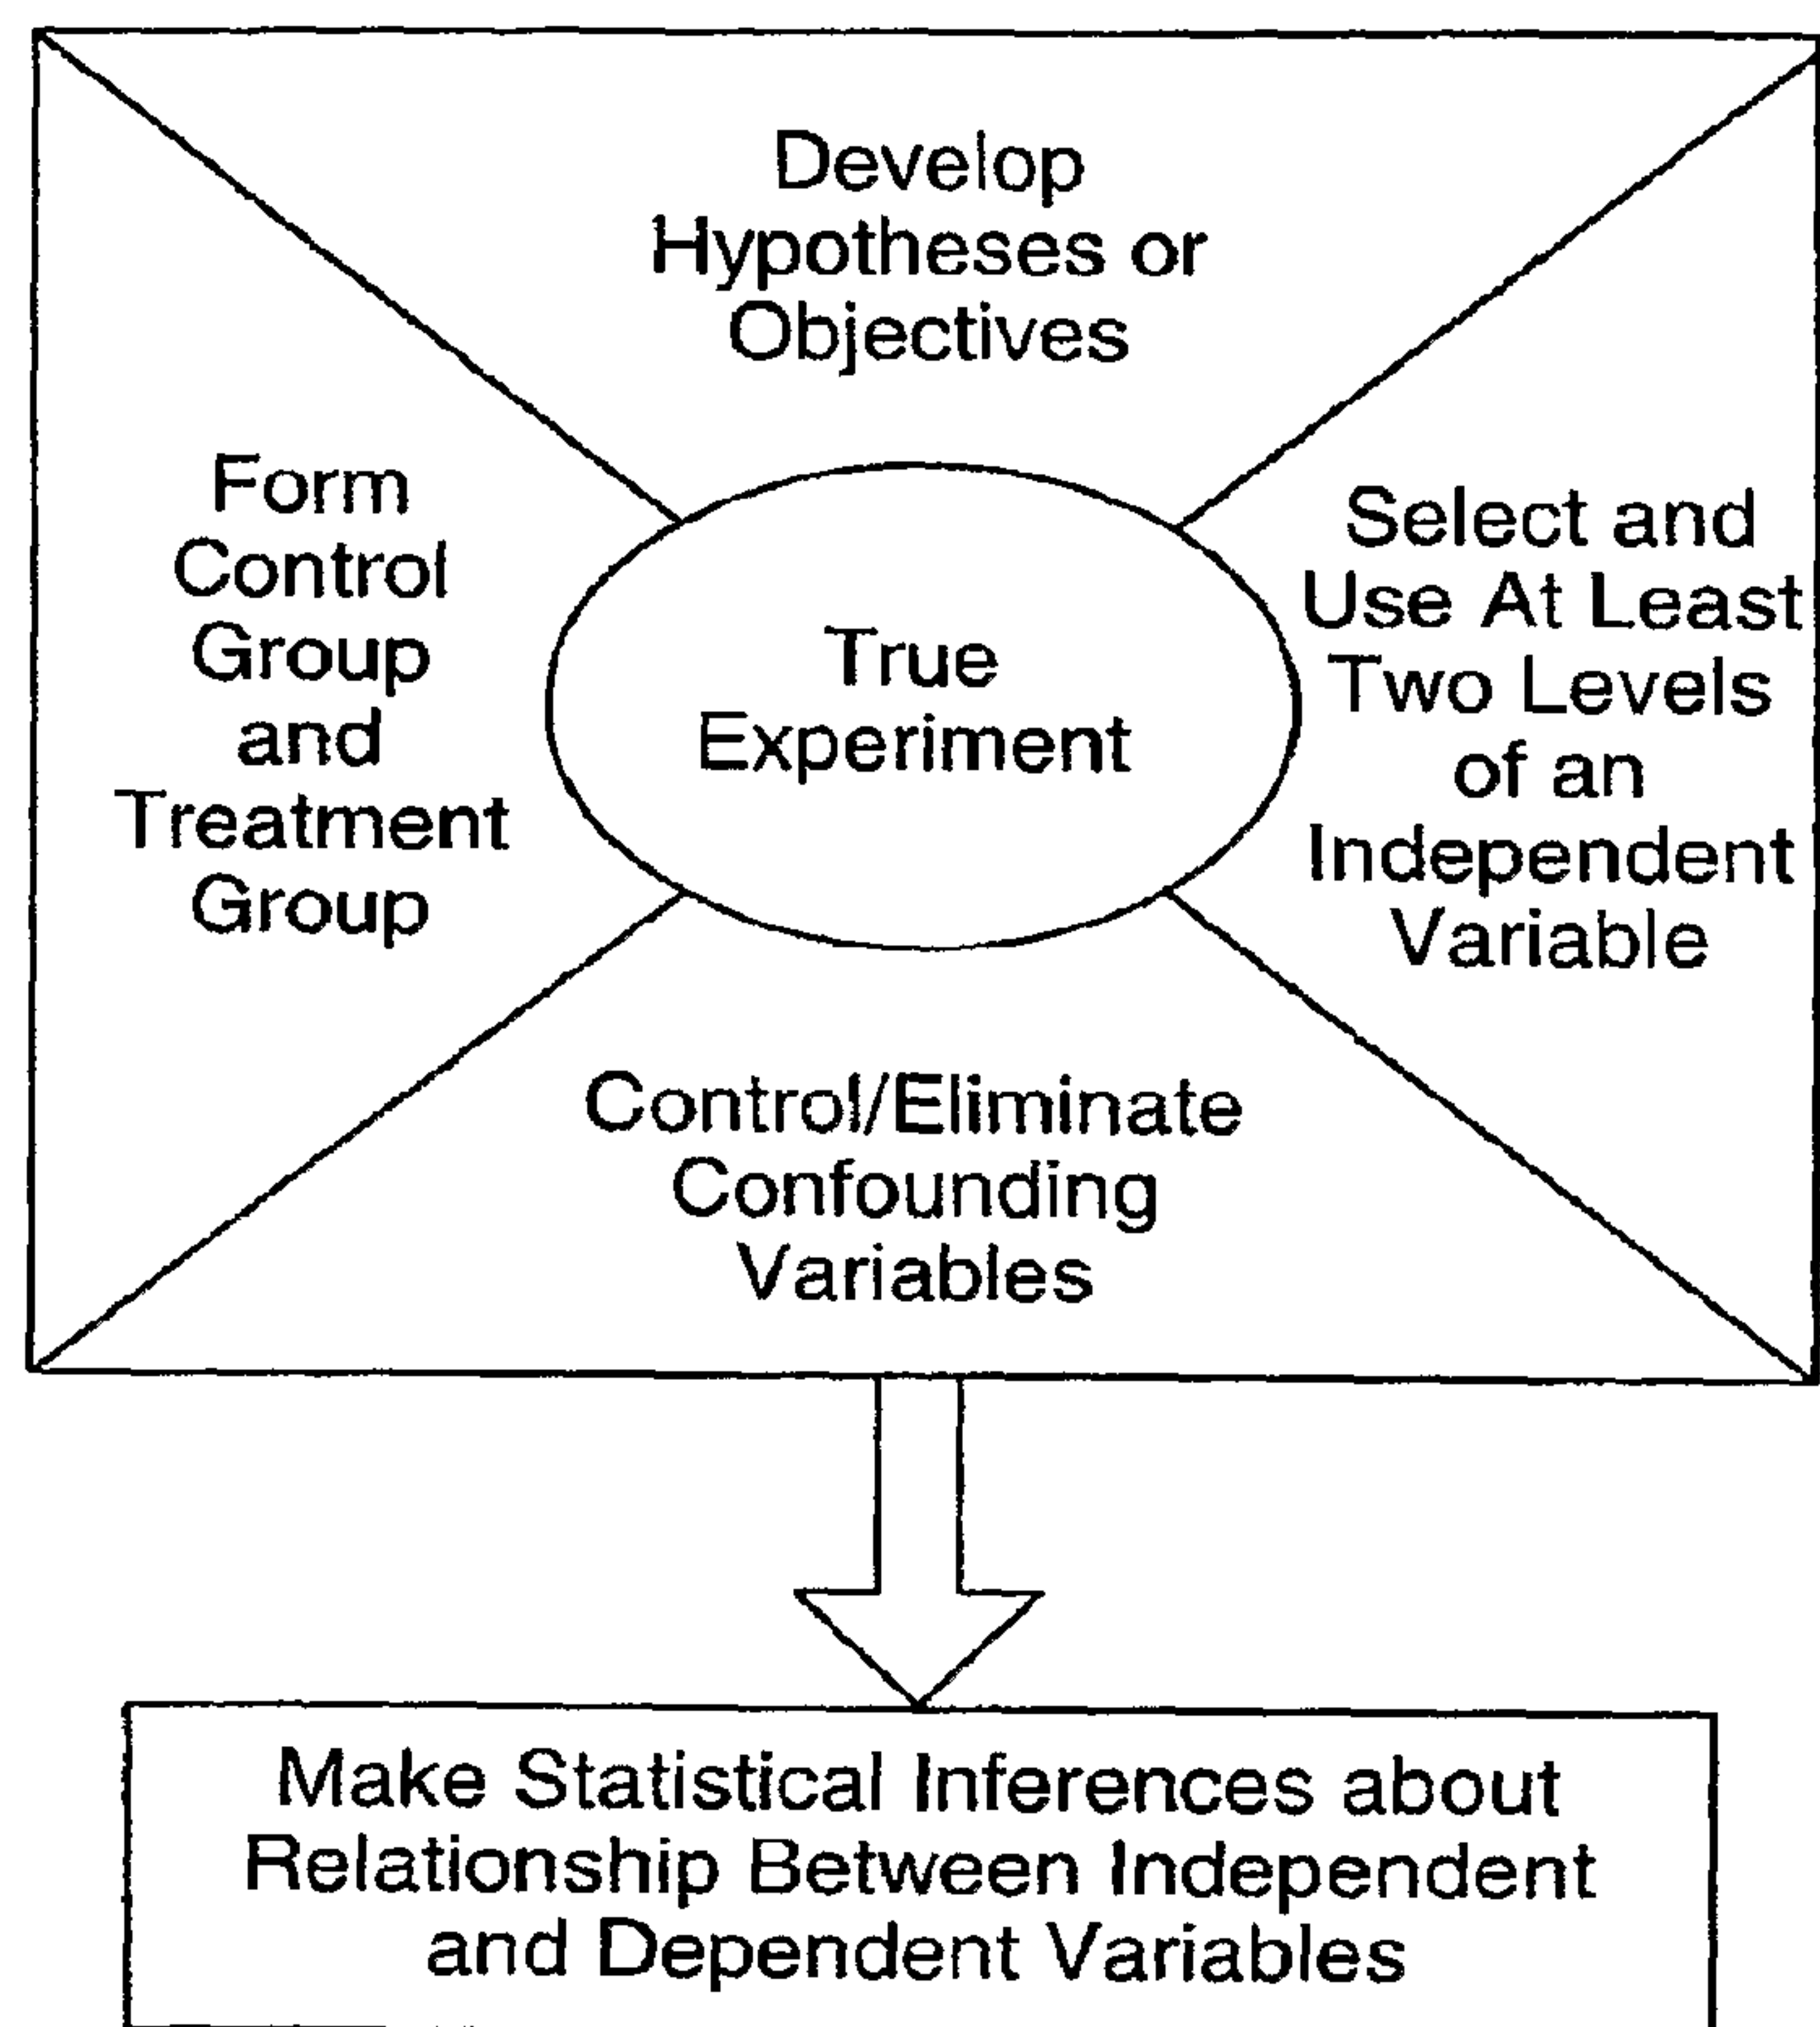 Develop
Hypotheses or
Objectives
Form
Control
Group
and
Treatment
Group
True
Experiment
Select and
Use At Least
Two Levels
of an
Independent
Variable
Control/Eliminate
Confounding
Variables
Make Statistical Inferences about
Relationship Between Independent
and Dependent Variables